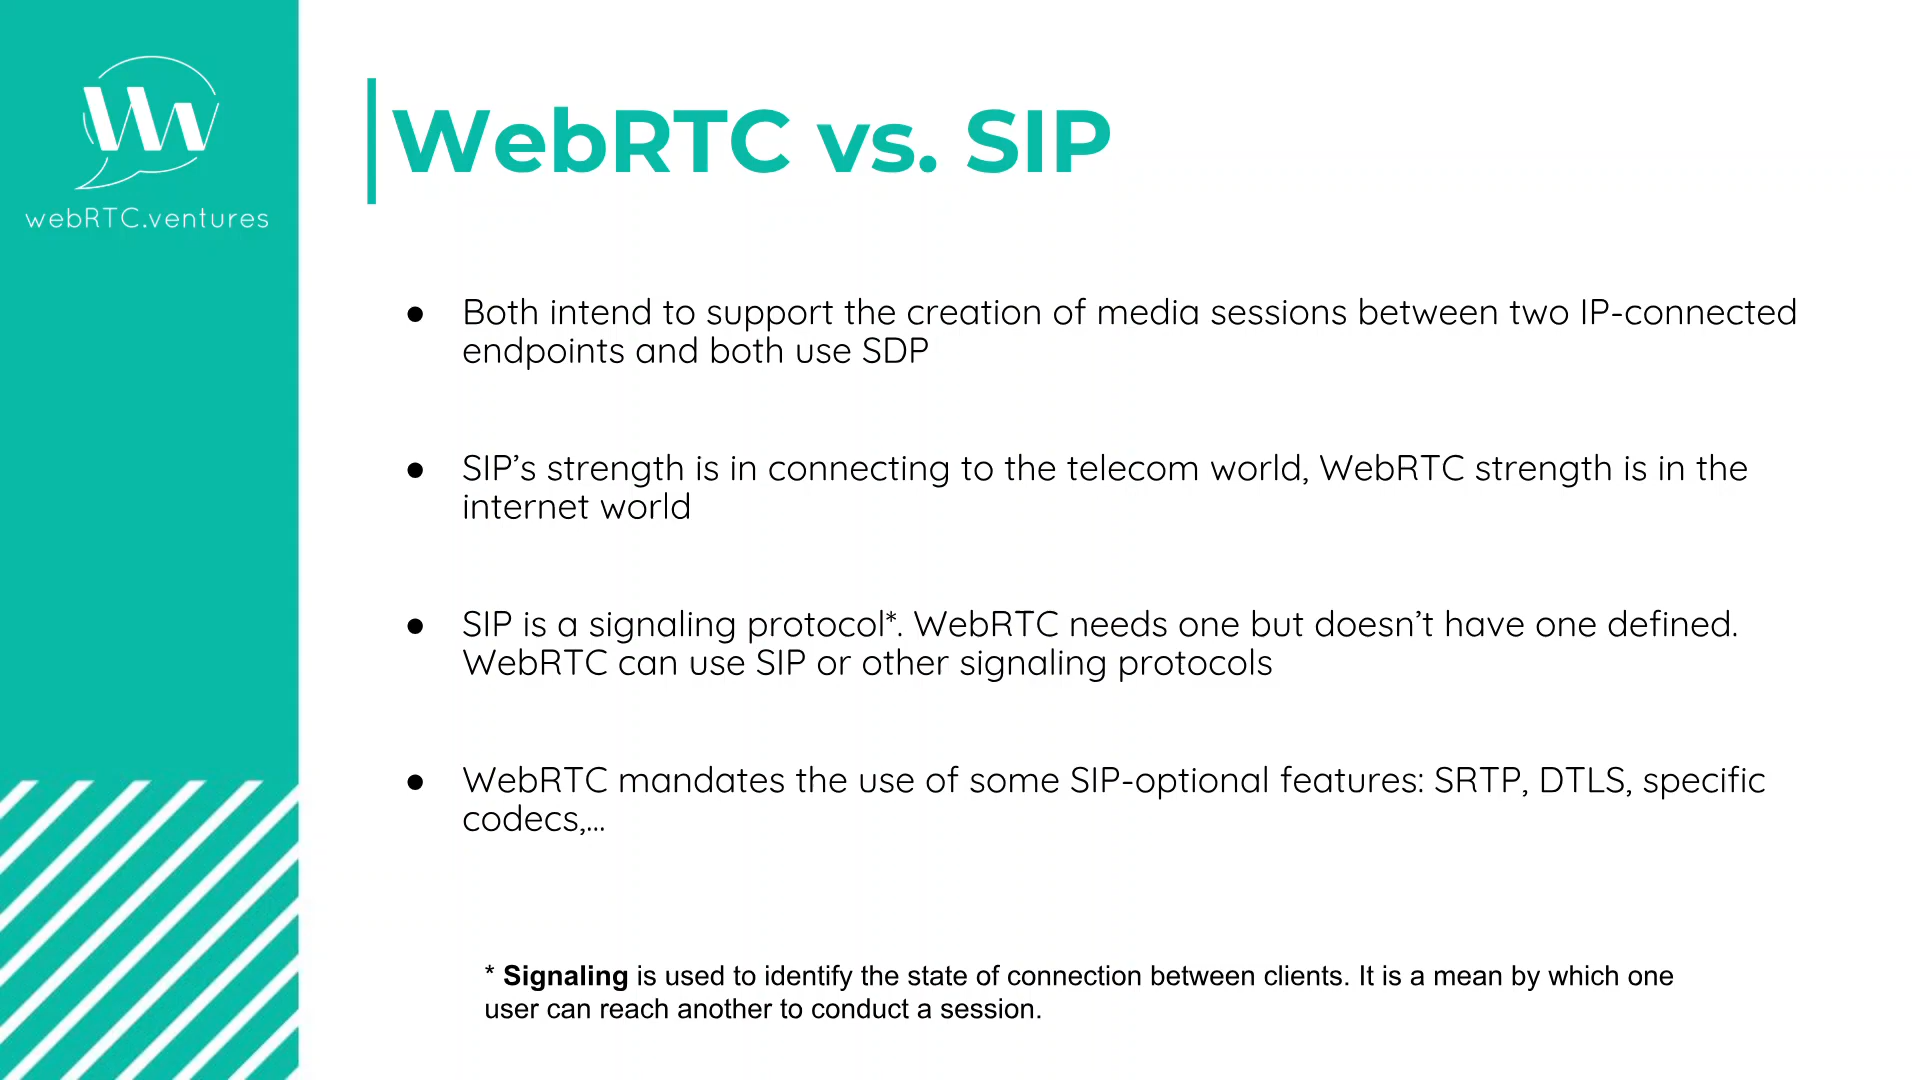 webRTC.ventures
WebRTC vs. SIP
● Both intend to support the creation of media sessions between two IP-connected
endpoints and both use SDP
● SIP’s strength is in connecting to the telecom world, WebRTC strength is in the
internet world
● SIP is a signaling protocol*. WebRTC needs one but doesn’t have one defined.
WebRTC can use SIP or other signaling protocols
● WebRTC mandates the use of some SIP-optional features: SRTP, DTLS, specific
codecs,...
* Signaling is used to identify the state of connection between clients. It is a mean by which one
user can reach another to conduct a session.